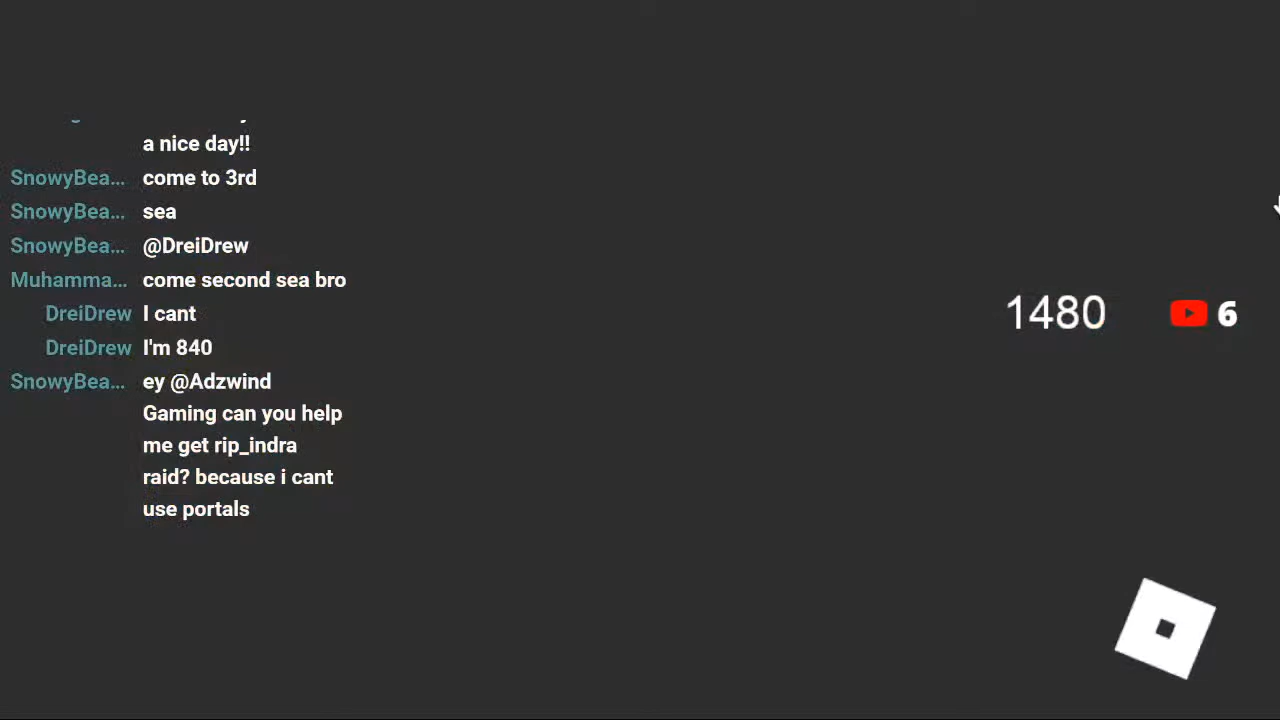 a nice day!!
SnowyBea... come to 3rd
SnowyBea... sea
SnowyBea... @DreiDrew
Muhamma... come second sea bro
DreiDrew I cant
DreiDrew I'm 840
SnowyBea... ey @Adzwind
Gaming can you help
me get rip_indra
raid? because i cant
use portals
1480
6